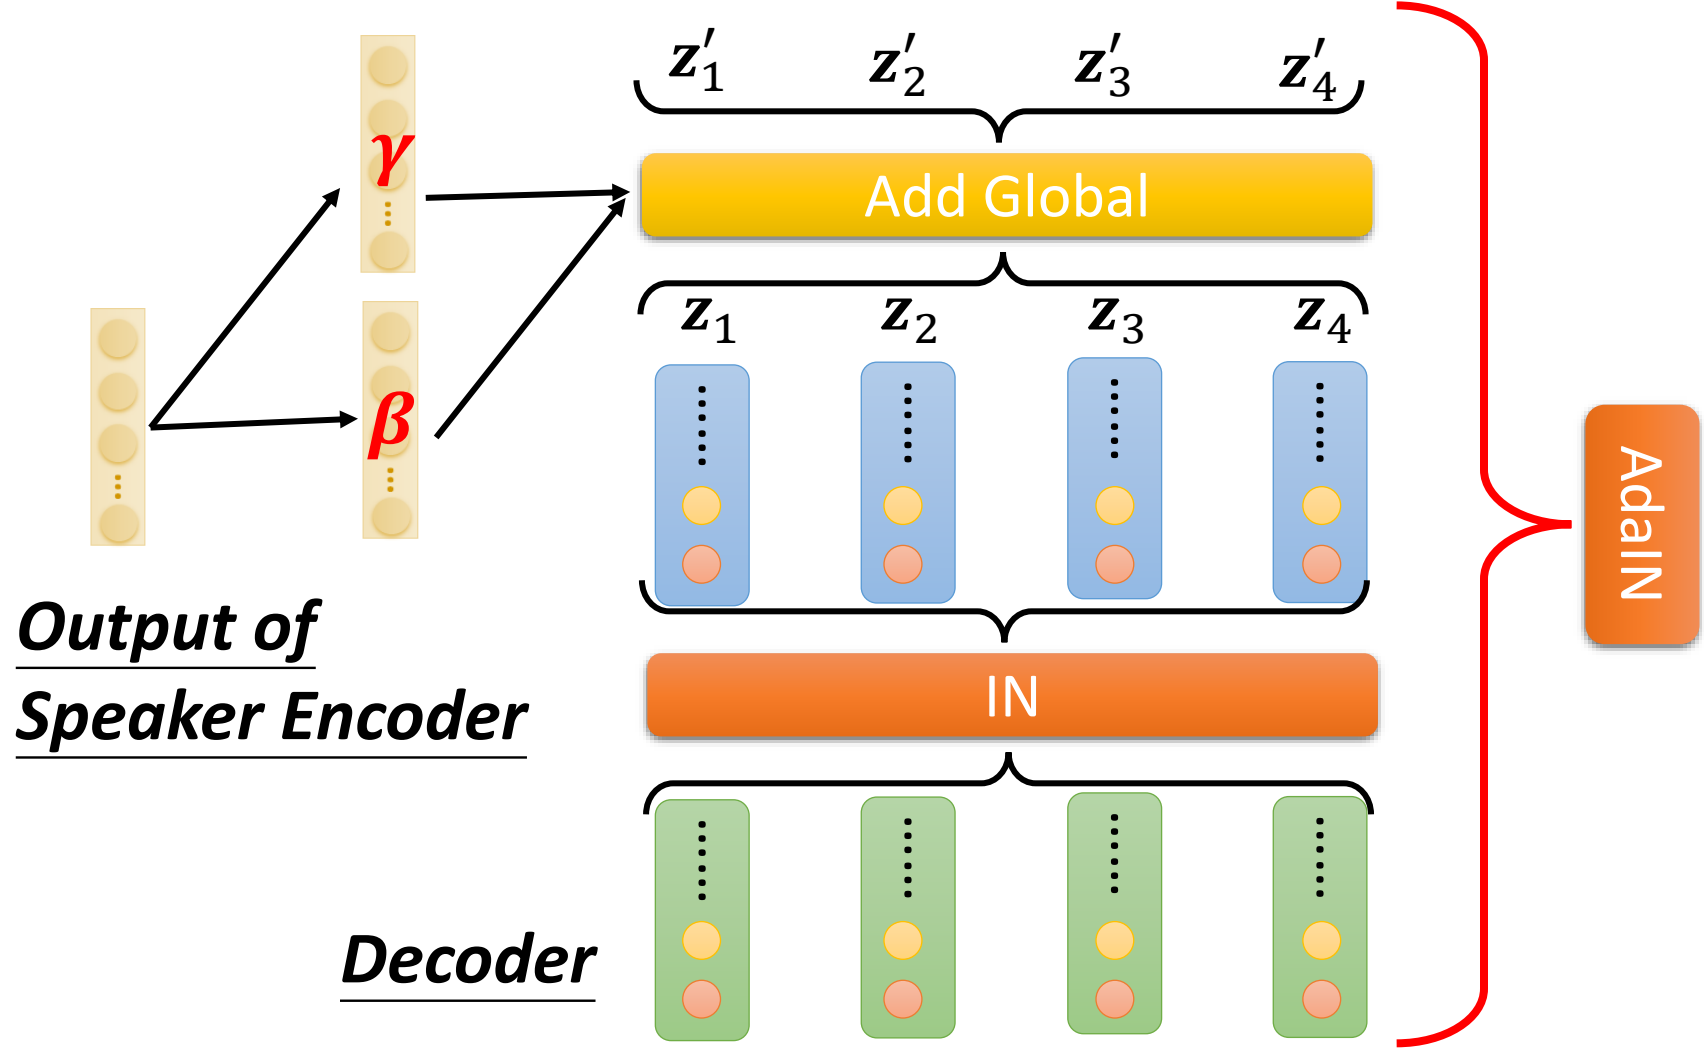 z′₁ z′₂ z′₃ z′₄
γ
Add Global
z₁ z₂ z₃ z₄
β
AdaIN
Output of
Speaker Encoder
IN
Decoder